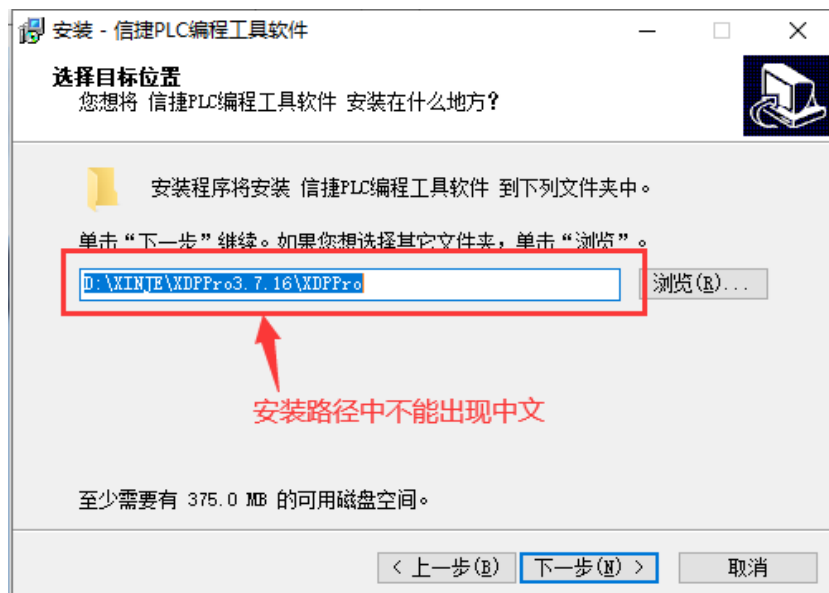 安装 - 信捷PLC编程工具软件
选择目标位置
您想将 信捷PLC编程工具软件 安装在什么地方?
安装程序将安装 信捷PLC编程工具软件 到下列文件夹中。
单击“下一步”继续。如果您想选择其它文件夹，单击“浏览”。
D:\XINJE\XDPPro3.7.16\XDPPro
浏览(R)...
安装路径中不能出现中文
至少需要有 375.0 MB 的可用磁盘空间。
< 上一步(B) 下一步(N) > 取消